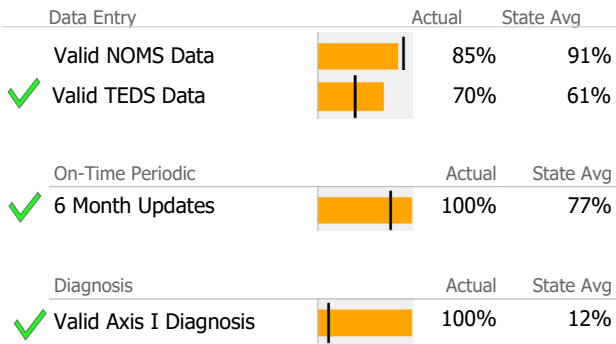 Data Entry Actual State Avg
Valid NOMS Data 85% 91%
Valid TEDS Data 70% 61%
On-Time Periodic Actual State Avg
6 Month Updates 100% 77%
Diagnosis Actual State Avg
Valid Axis I Diagnosis 100% 12%